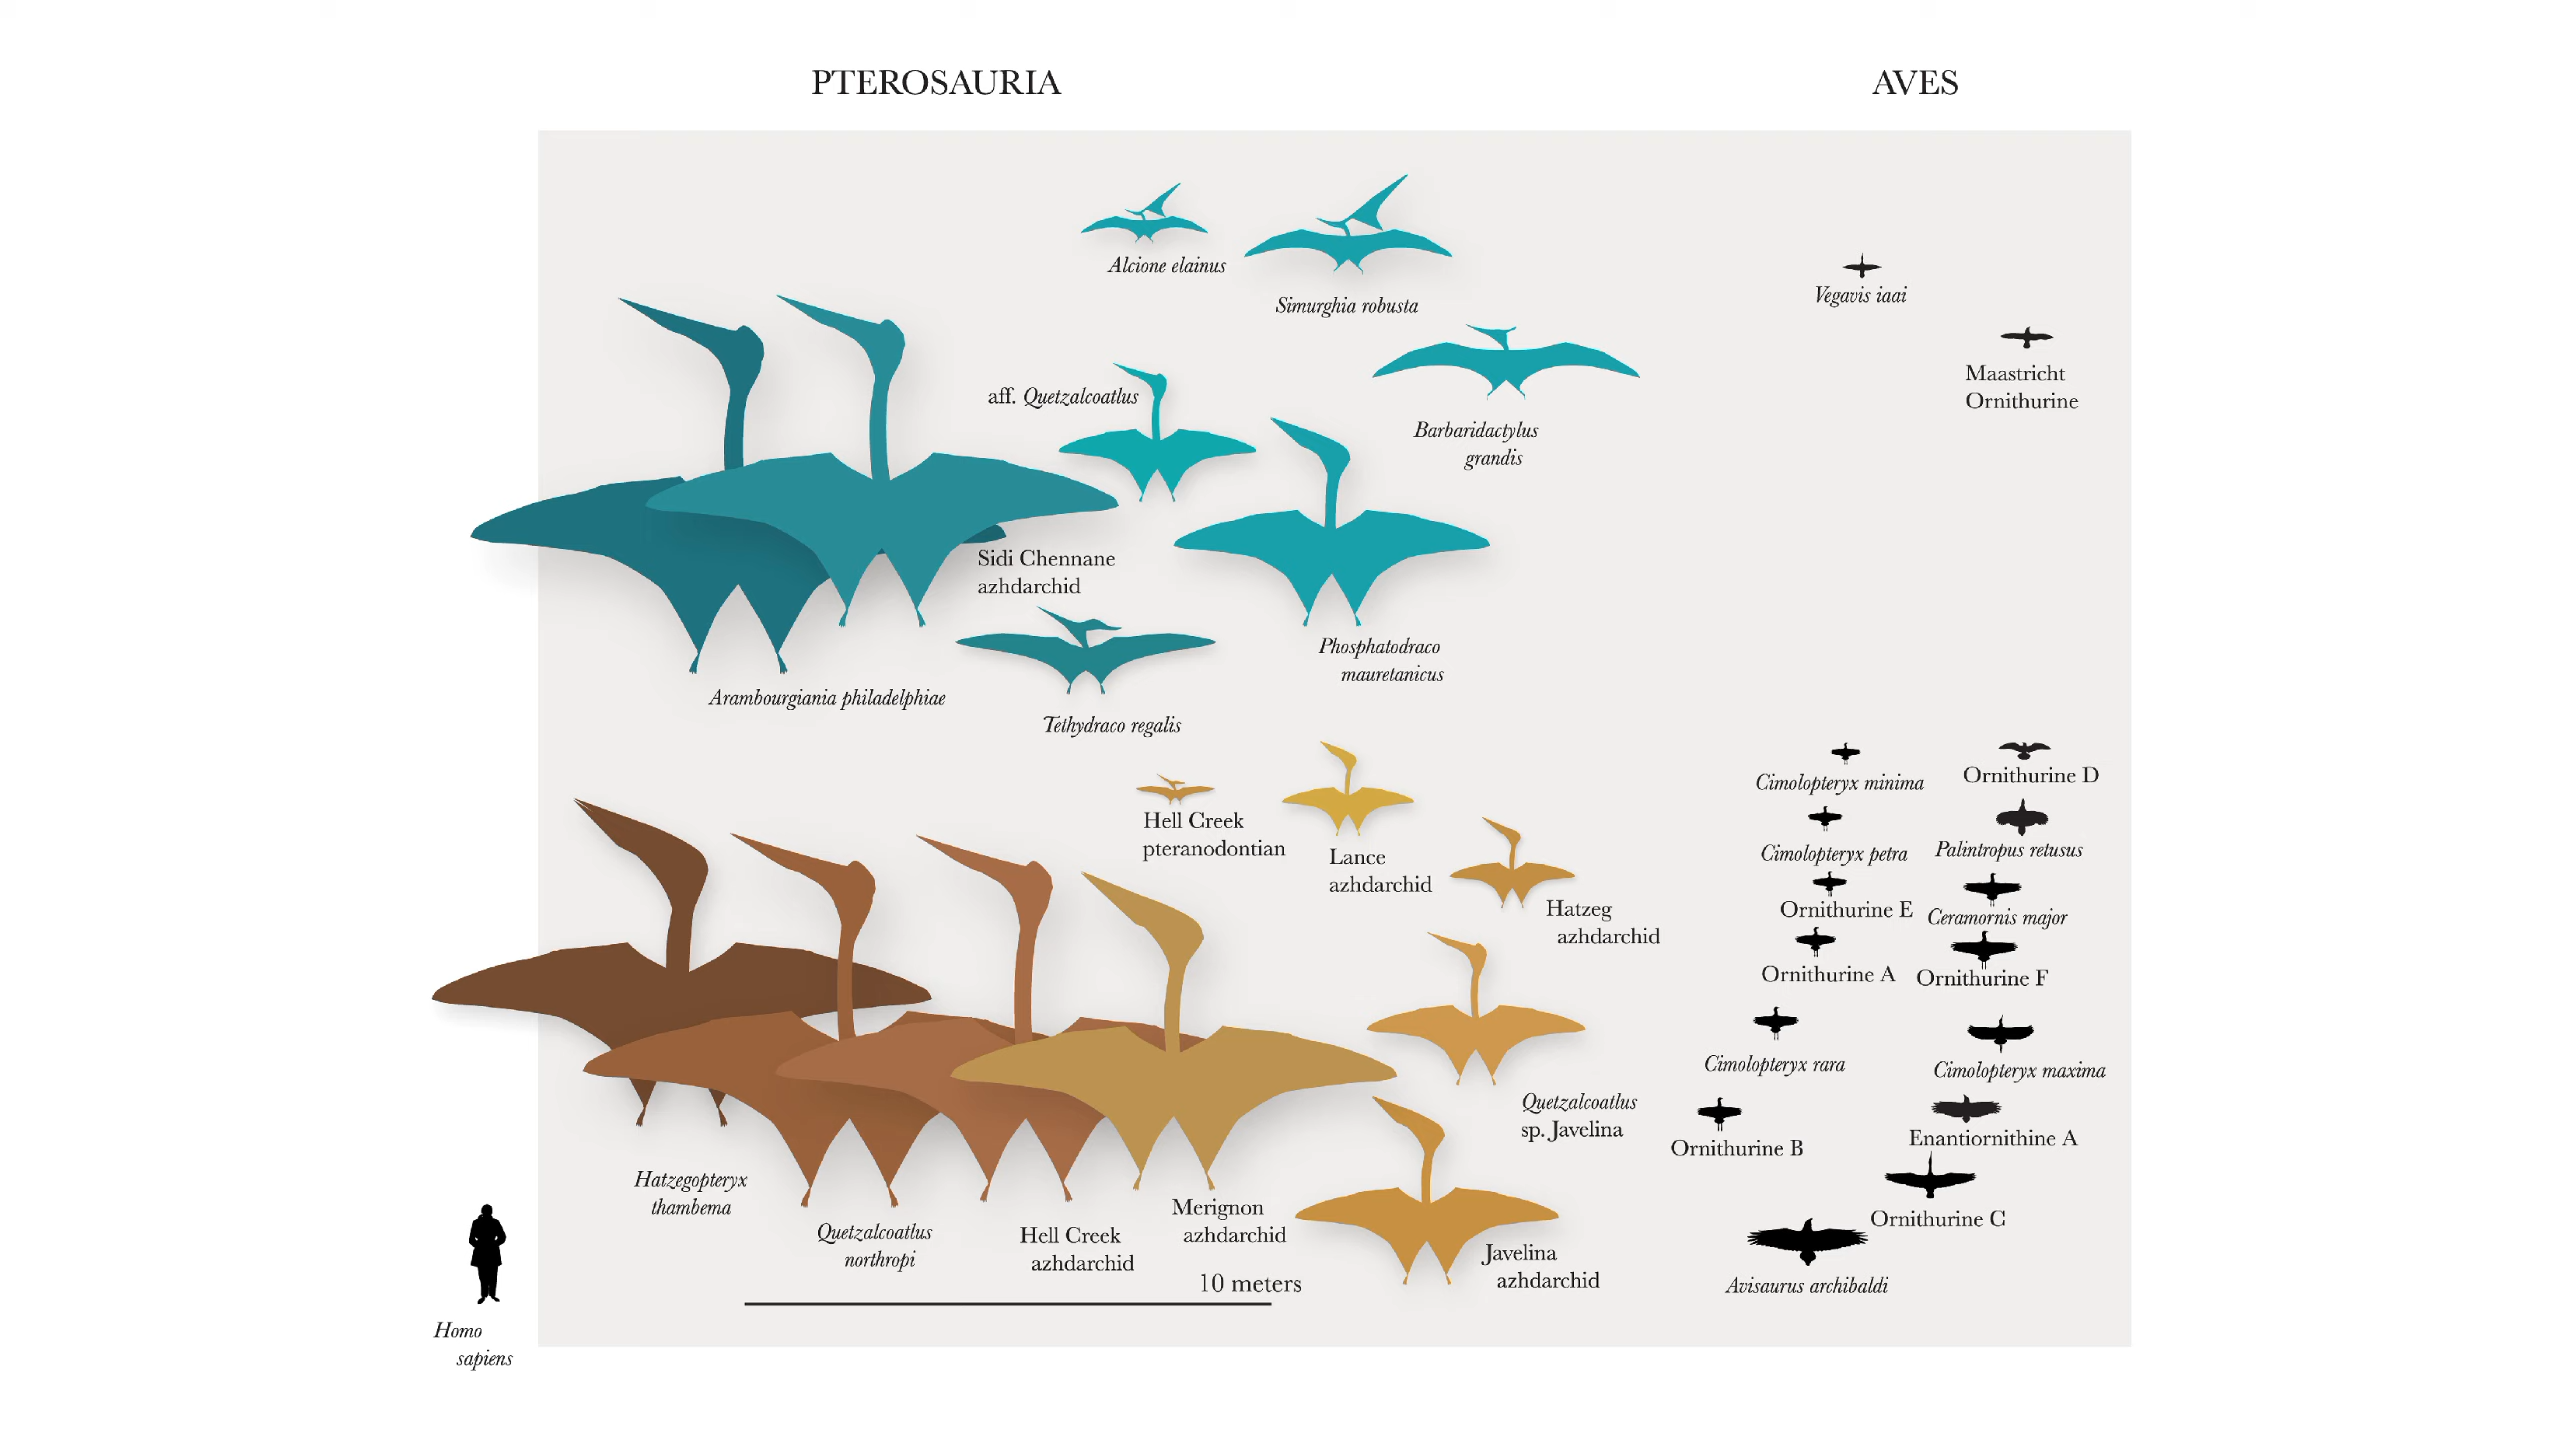 PTEROSAURIA
AVES
Alcione elainus
Simurghia robusta
Vegavis iaai
Maastricht
Ornithurine
aff. Quetzalcoatlus
Barbaridactylus
grandis
Sidi Chennane
azhdarchid
Phosphatodraco
mauretanicus
Arambourgiania philadelphiae
Tethydraco regalis
Hell Creek
pteranodontian
Lance
azhdarchid
Hatzeg
azhdarchid
Cimolopteryx minima
Ornithurine D
Cimolopteryx petra
Palintropus retusus
Ornithurine E
Ceramornis major
Ornithurine A
Ornithurine F
Cimolopteryx rara
Cimolopteryx maxima
Quetzalcoatlus
sp. Javelina
Ornithurine B
Enantiornithine A
Hatzegopteryx
thambema
Quetzalcoatlus
northropi
Hell Creek
azhdarchid
Merignon
azhdarchid
Javelina
azhdarchid
Ornithurine C
Avisaurus archibaldi
10 meters
Homo
sapiens